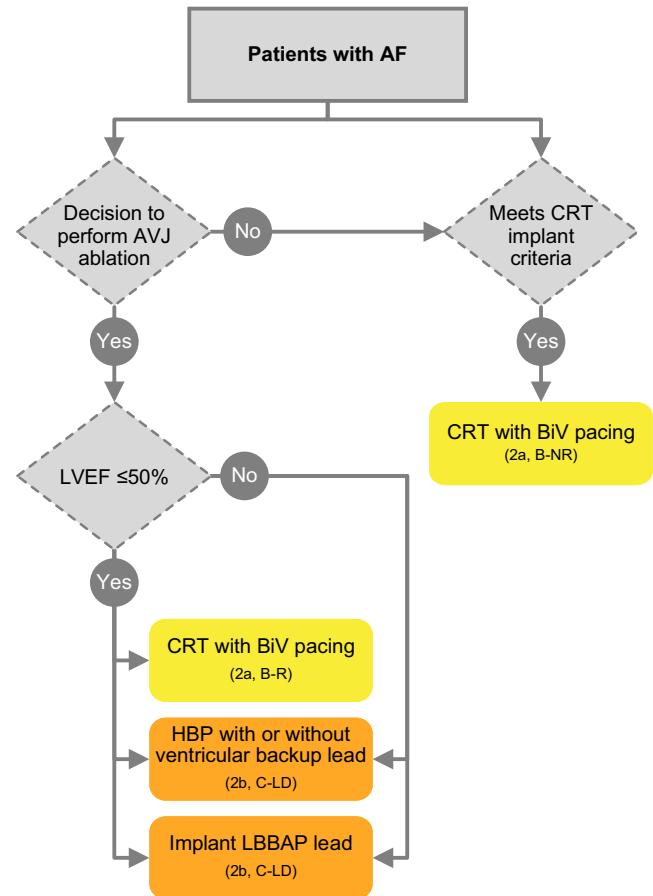 Patients with AF
Decision to
perform AVJ
ablation
No
Meets CRT
implant
criteria
Yes
Yes
CRT with BiV pacing
(2a, B-NR)
LVEF ≤50%
No
Yes
CRT with BiV pacing
(2a, B-R)
HBP with or without
ventricular backup lead
(2b, C-LD)
Implant LBBAP lead
(2b, C-LD)